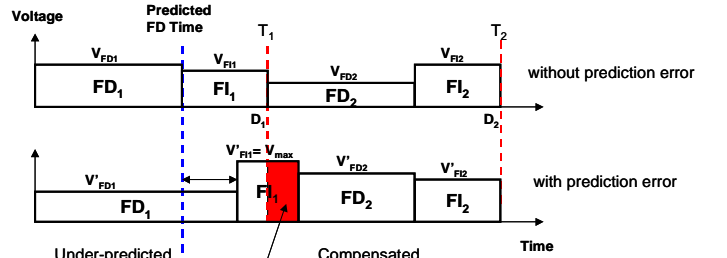 Voltage
Predicted
FD Time
T1
T2
VFD1
VFI1
VFD2
VFI2
FD1
FI1
FD2
FI2
without prediction error
D1
D2
V'FI1= Vmax
V'FD1
V'FD2
V'FI2
FD1
FI1
FD2
FI2
with prediction error
Time
Under-predicted
Compensated